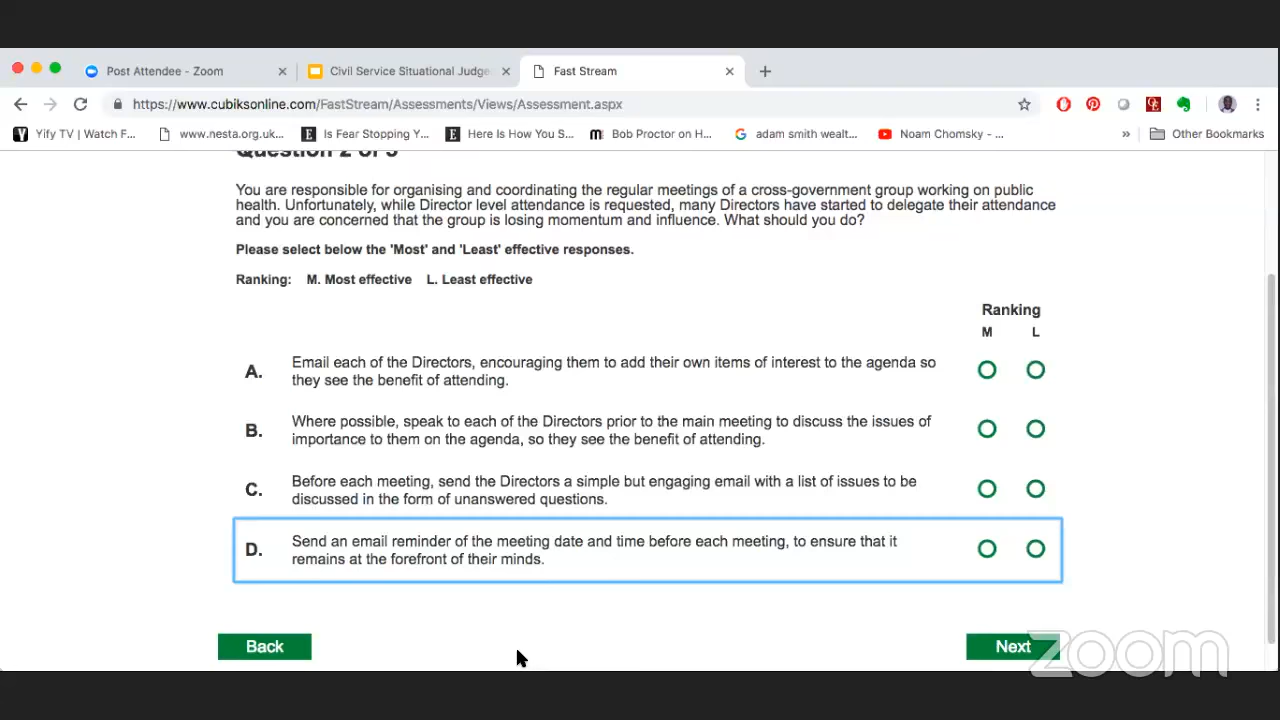 Post Attendee - Zoom
Civil Service Situational Judge
Fast Stream
https://www.cubiksonline.com/FastStream/Assessments/Views/Assessment.aspx
Yify TV | Watch F...
www.nesta.org.uk...
Is Fear Stopping Y...
Here Is How You S...
Bob Proctor on H...
adam smith wealt...
Noam Chomsky - ...
» Other Bookmarks
Question 2 of 5
You are responsible for organising and coordinating the regular meetings of a cross-government group working on public
health. Unfortunately, while Director level attendance is requested, many Directors have started to delegate their attendance
and you are concerned that the group is losing momentum and influence. What should you do?
Please select below the 'Most' and 'Least' effective responses.
Ranking: M. Most effective L. Least effective
Ranking
M L
A. Email each of the Directors, encouraging them to add their own items of interest to the agenda so
they see the benefit of attending.
B. Where possible, speak to each of the Directors prior to the main meeting to discuss the issues of
importance to them on the agenda, so they see the benefit of attending.
C. Before each meeting, send the Directors a simple but engaging email with a list of issues to be
discussed in the form of unanswered questions.
D. Send an email reminder of the meeting date and time before each meeting, to ensure that it
remains at the forefront of their minds.
Back
Next
zoom